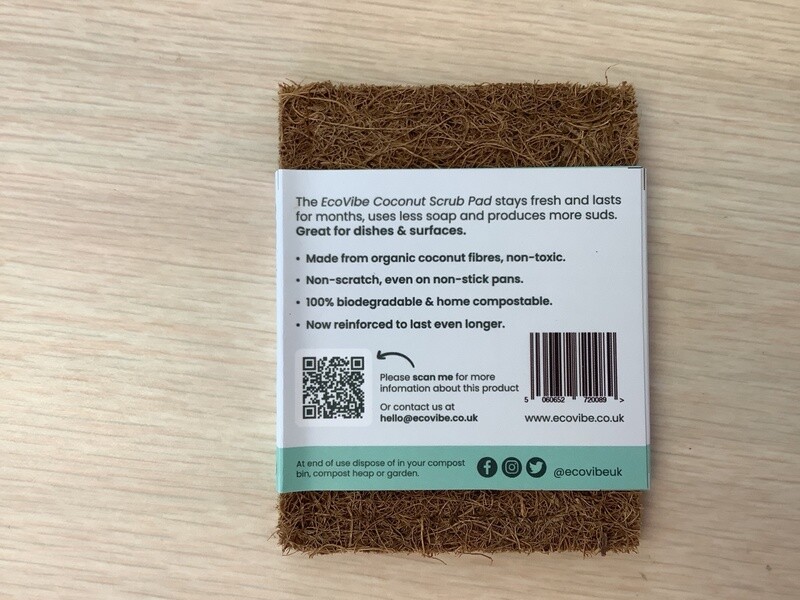 The EcoVibe Coconut Scrub Pad stays fresh and lasts
for months, uses less soap and produces more suds.
Great for dishes & surfaces.
• Made from organic coconut fibres, non-toxic.
• Non-scratch, even on non-stick pans.
• 100% biodegradable & home compostable.
• Now reinforced to last even longer.
Please scan me for more
infomation about this product
Or contact us at
hello@ecovibe.co.uk
5 060652 720089 >
www.ecovibe.co.uk
At end of use dispose of in your compost
bin, compost heap or garden.
@ecovibeuk